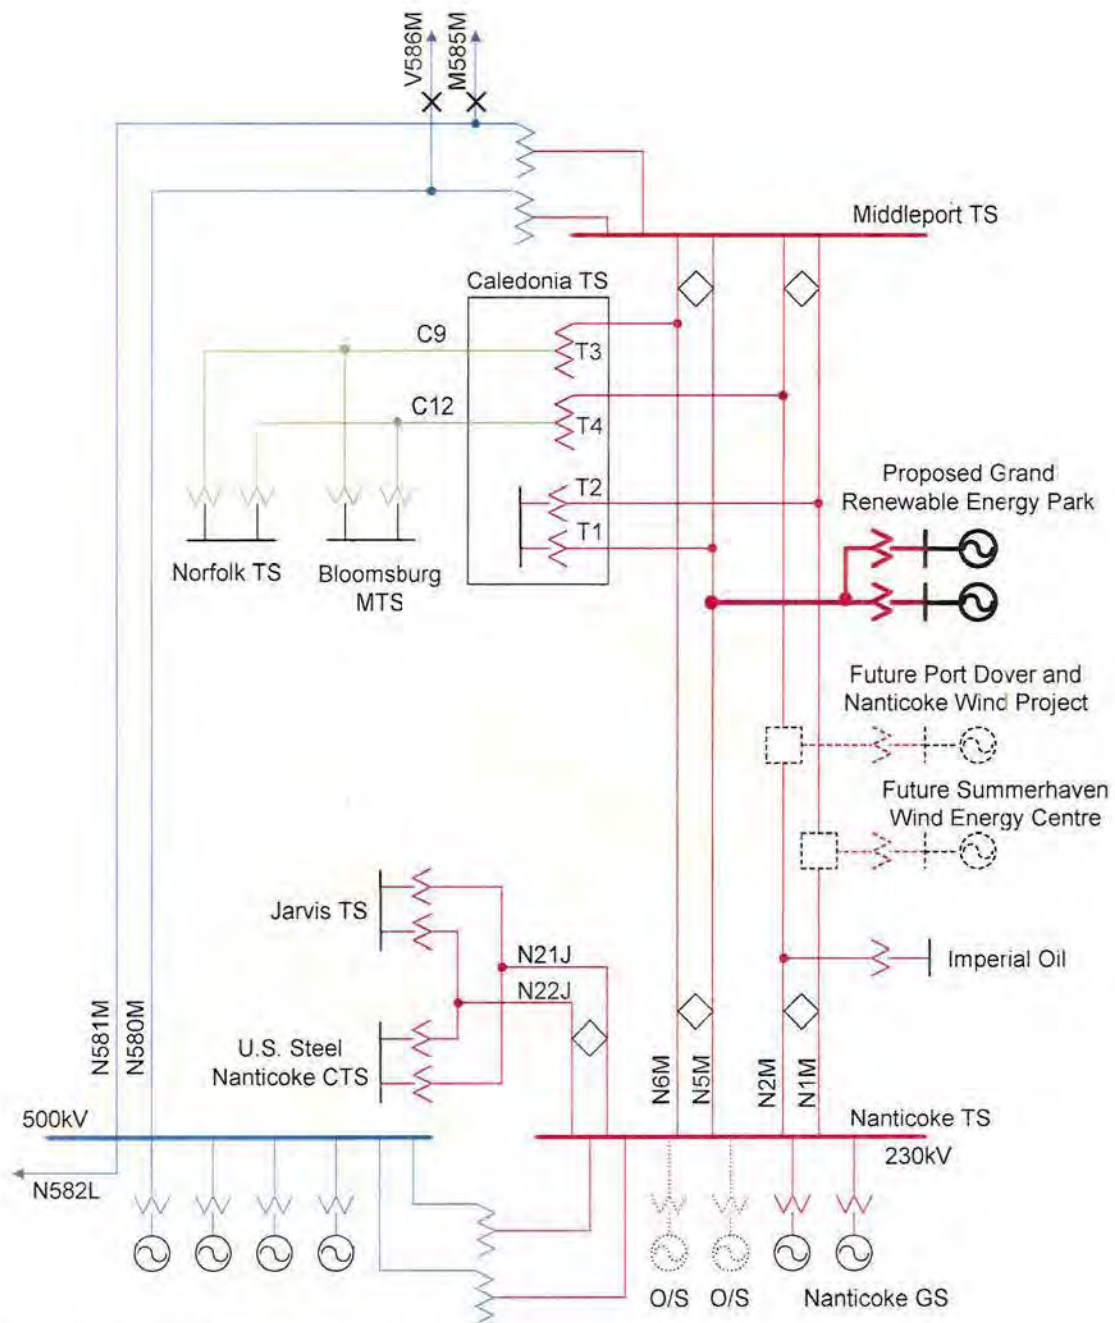 V586M
M585M
Middleport TS
Caledonia TS
C9
T3
C12
T4
T2
T1
Proposed Grand
Renewable Energy Park
Norfolk TS
Bloomsburg
MTS
Future Port Dover and
Nanticoke Wind Project
Future Summerhaven
Wind Energy Centre
Jarvis TS
N21J
N22J
Imperial Oil
N581M
N580M
U.S. Steel
Nanticoke CTS
N6M
N5M
N2M
N1M
500kV
Nanticoke TS
230kV
N582L
O/S
O/S
Nanticoke GS